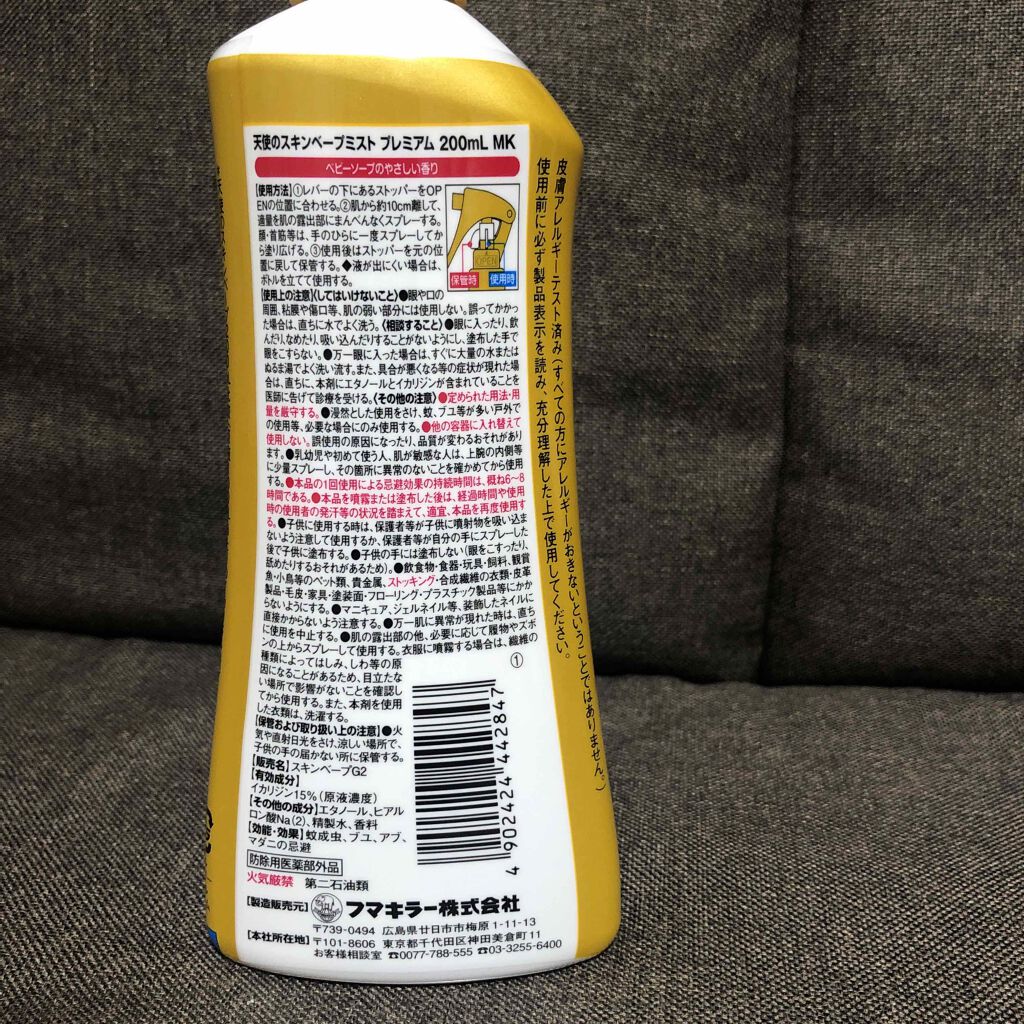 天使のスキンベープミスト プレミアム 200mL MK
ベビーソープのやさしい香り
【使用方法】①レバーの下にあるストッパーをOP
ENの位置に合わせる。②肌から約10cm離して、
適量を肌の露出部にまんべんなくスプレーする。
顔・首筋等は、手のひらに一度スプレーしてか
ら塗り広げる。③使用後はストッパーを元の位
置に戻して保管する。◆液が出にくい場合は、
ボトルを立てて使用する。
OPEN
保管時
使用時
【使用上の注意】〈してはいけないこと〉●眼や口の
周囲、粘膜や傷口等、肌の弱い部分には使用しない。誤ってかかっ
た場合は、直ちに水でよく洗う。〈相談すること〉●眼に入ったり、飲
んだり、なめたり、吸い込んだりすることがないようにし、塗布した手で
眼をこすらない。●万一眼に入った場合は、すぐに大量の水または
ぬるま湯でよく洗い流す。また、具合が悪くなる等の症状が現れた場
合は、直ちに、本剤にエタノールとイカリジンが含まれていることを
医師に告げて診療を受ける。〈その他の注意〉●定められた用法・用
量を厳守する。●漫然とした使用をさけ、蚊、ブユ等が多い戸外で
の使用等、必要な場合にのみ使用する。●他の容器に入れ替えて
使用しない。誤使用の原因になったり、品質が変わるおそれがあり
ます。●乳幼児や初めて使う人、肌が敏感な人は、上腕の内側等
に少量スプレーし、その箇所に異常のないことを確かめてから使用
する。●本品の1回使用による忌避効果の持続時間は、概ね6〜8
時間である。●本品を噴霧または塗布した後は、経過時間や使用
時の使用者の発汗等の状況を踏まえて、適宜、本品を再度使用す
る。●子供に使用する時は、保護者等が子供に噴射物を吸い込ま
ないよう注意して使用するか、保護者等が自分の手にスプレーした
後で子供に塗布する。●子供の手には塗布しない(眼をこすったり、
舐めたりするおそれがあるため)。●飲食物・食器・玩具・飼料、観賞
魚・小鳥等のペット類、貴金属、ストッキング・合成繊維の衣類・皮革
製品・毛皮・家具・塗装面・フローリング・プラスチック製品等にかか
らないようにする。●マニキュア、ジェルネイル等、装飾したネイルに
直接かからないよう注意する。●万一肌に異常が現れた時は、直ち
に使用を中止する。●肌の露出部の他、必要に応じて履物やズボ
ンの上からスプレーして使用する。衣服に噴霧する場合は、繊維の
種類によってはしみ、しわ等の原
因になることがあるため、目立たな
い場所で影響がないことを確認し
てから使用する。また、本剤を使用
した衣類は、洗濯する。
【保管および取り扱い上の注意】●火
気や直射日光をさけ、涼しい場所で、
子供の手の届かない所に保管する。
【販売名】スキンベープG2
【有効成分】
イカリジン15%(原液濃度)
【その他の成分】エタノール、ヒアル
ロン酸Na(2)、精製水、香料
【効能・効果】蚊成虫、ブユ、アブ、
マダニの忌避
防除用医薬部外品
火気厳禁 第二石油類
①
4 902424 442847
【製造販売元】フマキラー株式会社
〒739-0494 広島県廿日市市梅原1-11-13
【本社所在地】〒101-8606 東京都千代田区神田美倉町11
お客様相談室 ☎0077-788-555 ☎03-3255-6400
皮膚アレルギーテスト済み(すべての方にアレルギーがおきないということではありません。)
使用前に必ず製品表示を読み、充分理解した上で使用してください。